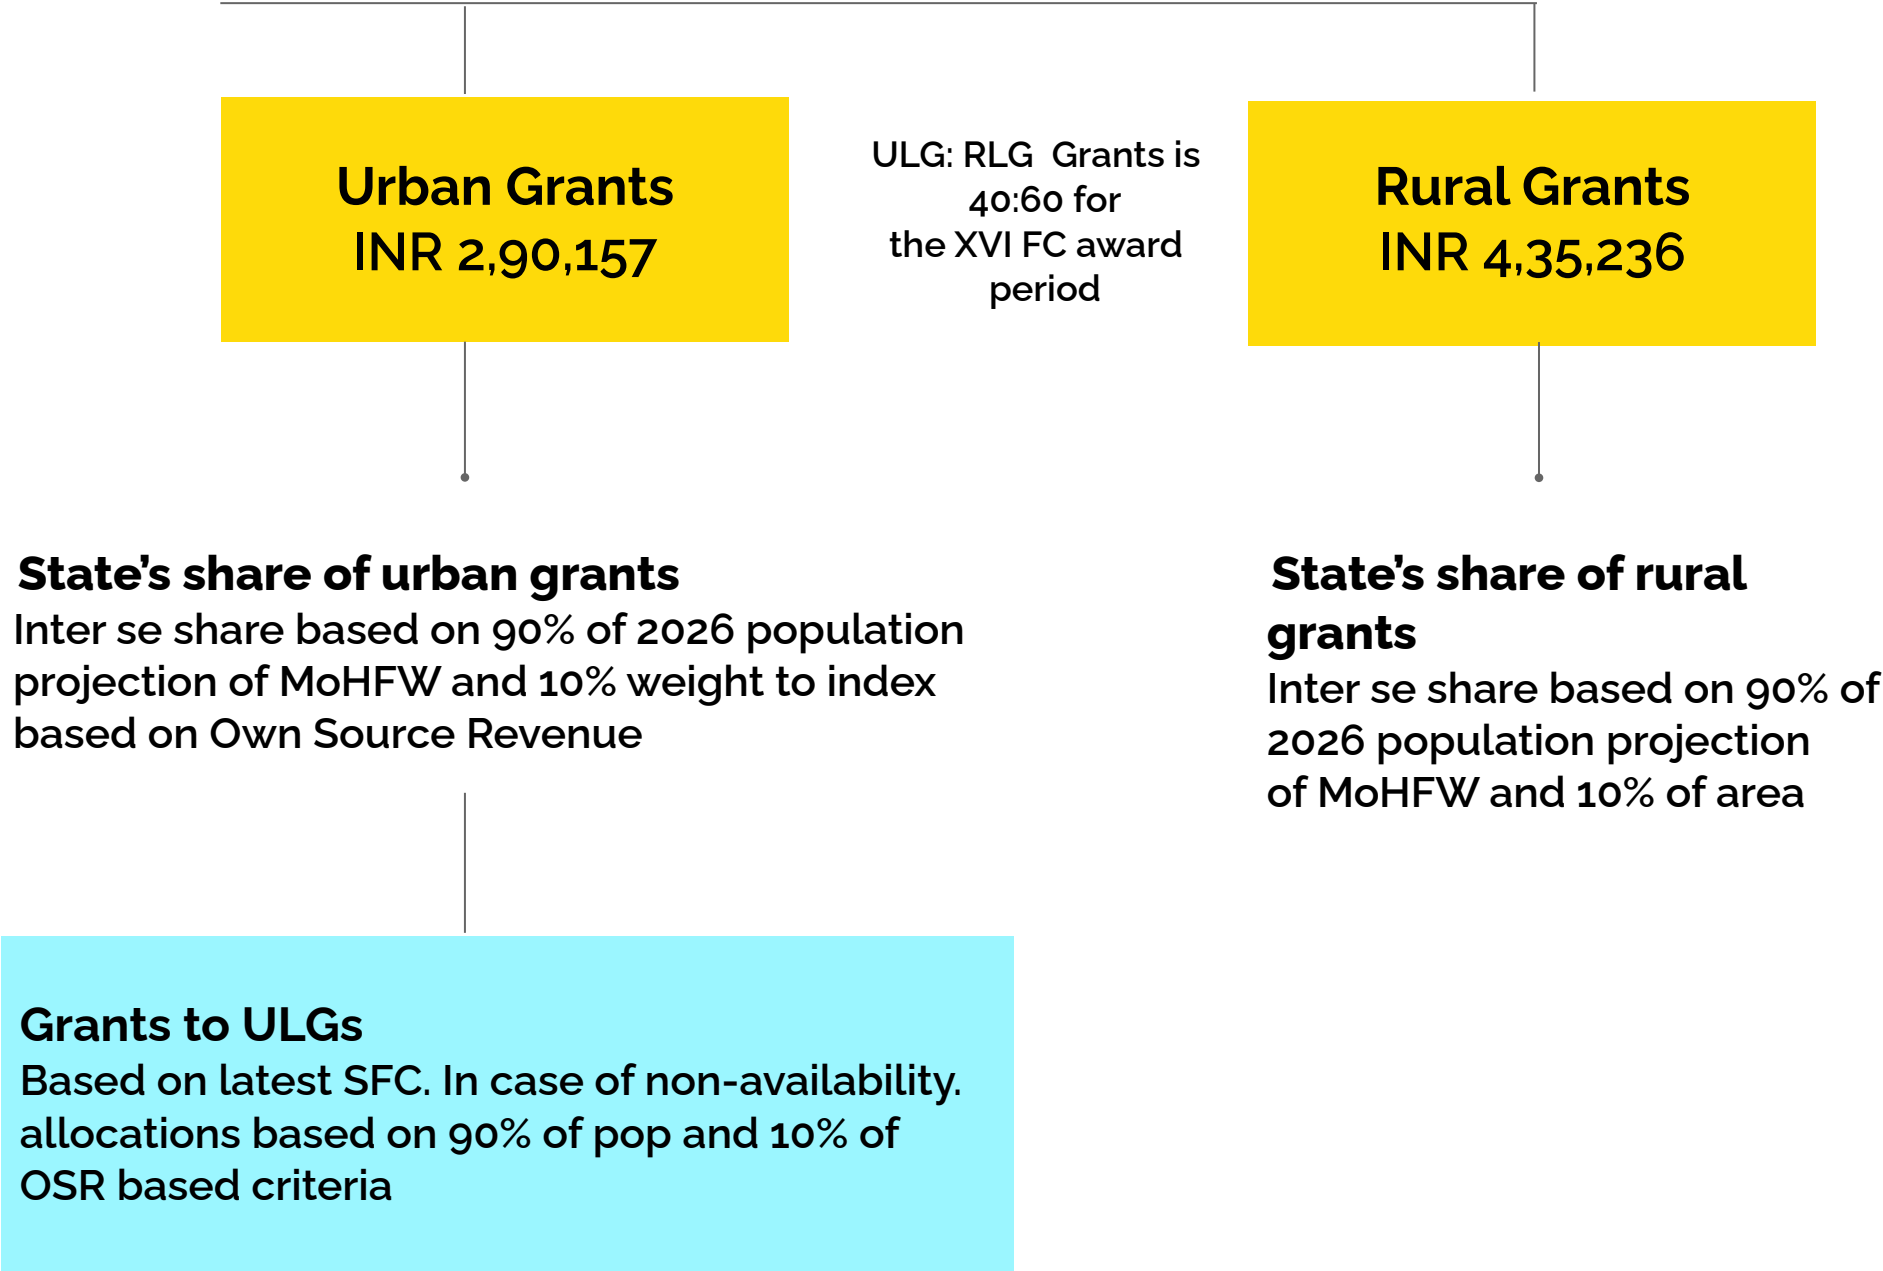 Urban Grants
INR 2,90,157
ULG: RLG  Grants is
40:60 for
the XVI FC award
period
Rural Grants
INR 4,35,236
State’s share of urban grants
Inter se share based on 90% of 2026 population
projection of MoHFW and 10% weight to index
based on Own Source Revenue
State’s share of rural
grants
Inter se share based on 90% of
2026 population projection
of MoHFW and 10% of area
Grants to ULGs
Based on latest SFC. In case of non-availability.
allocations based on 90% of pop and 10% of
OSR based criteria